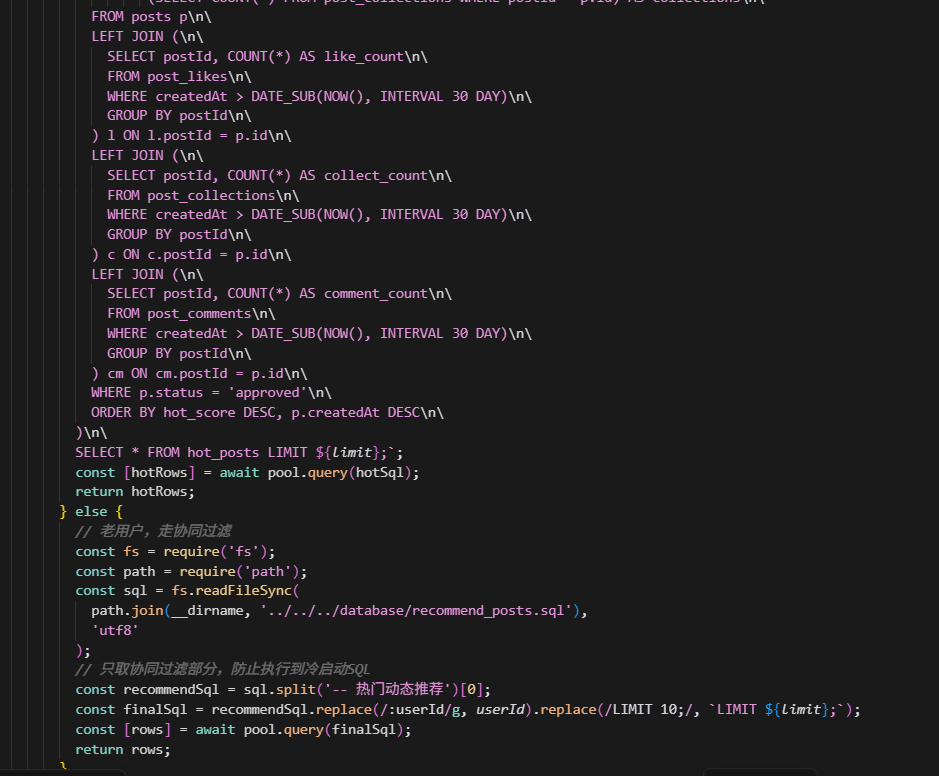 (SELECT COUNT(*) FROM post_collections WHERE postId = p.id) AS collections\n\
FROM posts p\n\
LEFT JOIN (\n\
SELECT postId, COUNT(*) AS like_count\n\
FROM post_likes\n\
WHERE createdAt > DATE_SUB(NOW(), INTERVAL 30 DAY)\n\
GROUP BY postId\n\
) l ON l.postId = p.id\n\
LEFT JOIN (\n\
SELECT postId, COUNT(*) AS collect_count\n\
FROM post_collections\n\
WHERE createdAt > DATE_SUB(NOW(), INTERVAL 30 DAY)\n\
GROUP BY postId\n\
) c ON c.postId = p.id\n\
LEFT JOIN (\n\
SELECT postId, COUNT(*) AS comment_count\n\
FROM post_comments\n\
WHERE createdAt > DATE_SUB(NOW(), INTERVAL 30 DAY)\n\
GROUP BY postId\n\
) cm ON cm.postId = p.id\n\
WHERE p.status = 'approved'\n\
ORDER BY hot_score DESC, p.createdAt DESC\n\
)\n\
SELECT * FROM hot_posts LIMIT ${limit};`;
const [hotRows] = await pool.query(hotSql);
return hotRows;
} else {
// 老用户，走协同过滤
const fs = require('fs');
const path = require('path');
const sql = fs.readFileSync(
path.join(__dirname, '../../../database/recommend_posts.sql'),
'utf8'
);
// 只取协同过滤部分，防止执行到冷启动SQL
const recommendSql = sql.split('-- 热门动态推荐')[0];
const finalSql = recommendSql.replace(/:userId/g, userId).replace(/LIMIT 10;/, `LIMIT ${limit};`);
const [rows] = await pool.query(finalSql);
return rows;
}